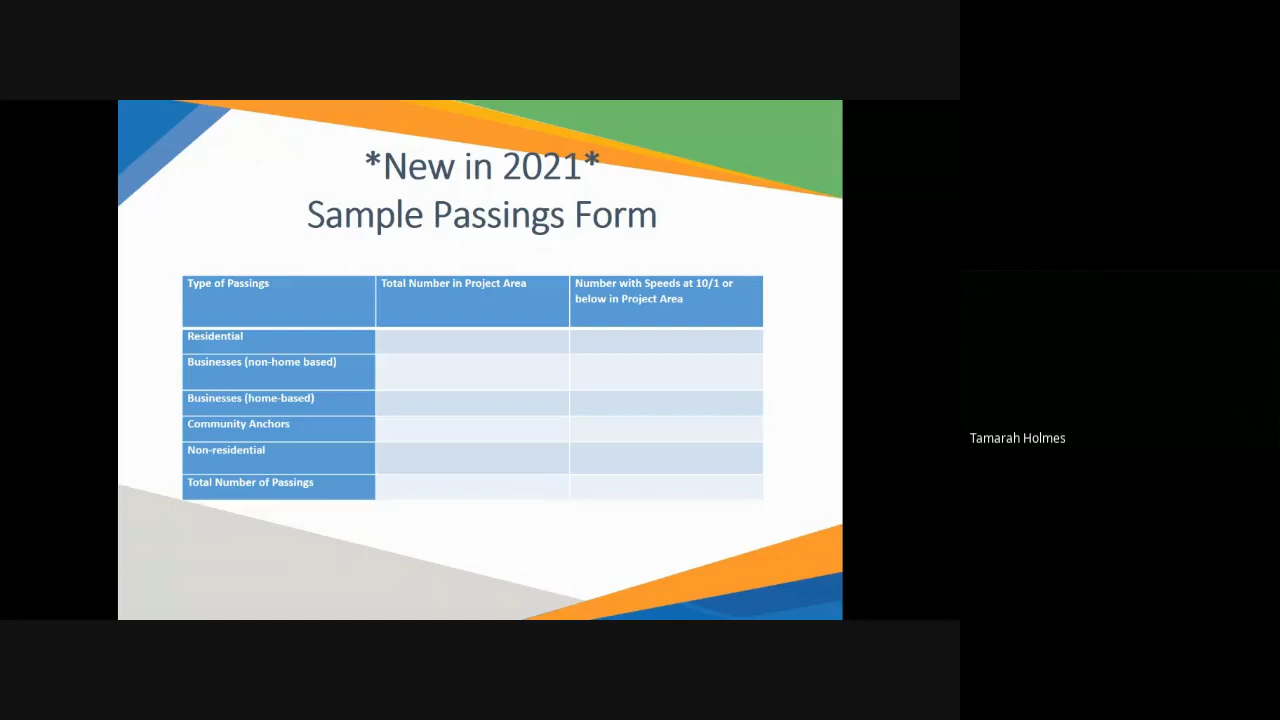 *New in 2021*
Sample Passings Form
Type of Passings
Total Number in Project Area
Number with Speeds at 10/1 or
below in Project Area
Residential
Businesses (non-home based)
Businesses (home-based)
Community Anchors
Non-residential
Total Number of Passings
Tamarah Holmes